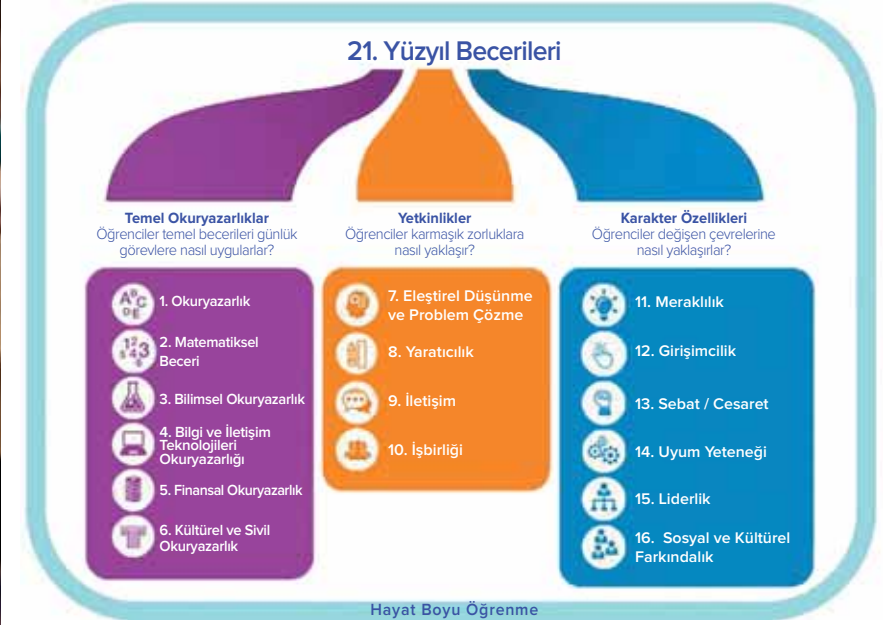 21. Yüzyıl Becerileri
Temel Okuryazarlıklar
Öğrenciler temel becerileri günlük
görevlere nasıl uygularlar?
1. Okuryazarlık
2. Matematiksel
Beceri
3. Bilimsel Okuryazarlık
4. Bilgi ve İletişim
Teknolojileri
Okuryazarlığı
5. Finansal Okuryazarlık
6. Kültürel ve Sivil
Okuryazarlık
Yetkinlikler
Öğrenciler karmaşık zorluklara
nasıl yaklaşır?
7. Eleştirel Düşünme
ve Problem Çözme
8. Yaratıcılık
9. İletişim
10. İşbirliği
Karakter Özellikleri
Öğrenciler değişen çevrelerine
nasıl yaklaşırlar?
11. Meraklılık
12. Girişimcilik
13. Sebat / Cesaret
14. Uyum Yeteneği
15. Liderlik
16. Sosyal ve Kültürel
Farkındalık
Hayat Boyu Öğrenme